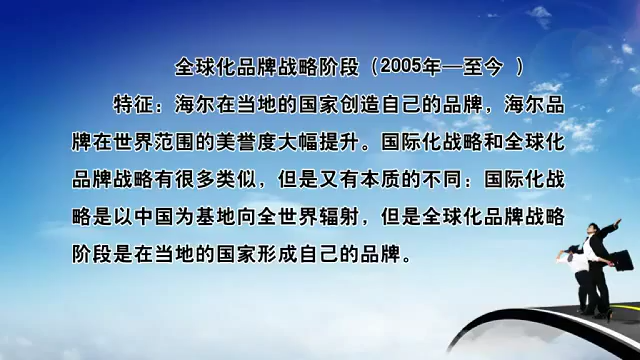 全球化品牌战略阶段（2005年—至今 ）
特征：海尔在当地的国家创造自己的品牌，海尔品
牌在世界范围的美誉度大幅提升。国际化战略和全球化
品牌战略有很多类似，但是又有本质的不同：国际化战
略是以中国为基地向全世界辐射，但是全球化品牌战略
阶段是在当地的国家形成自己的品牌。